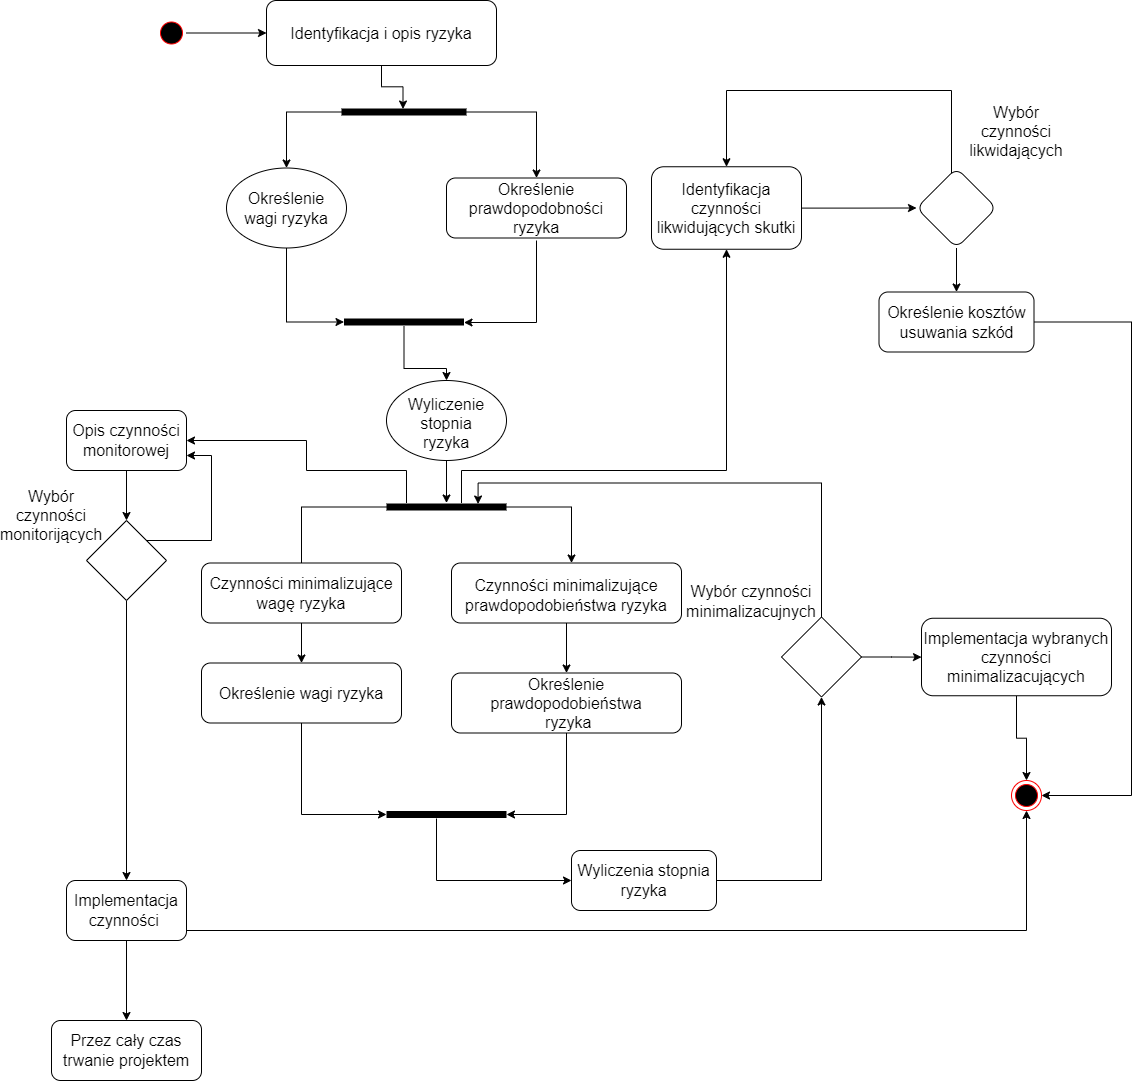 Identyfikacja i opis ryzyka
Wybór
czynności
likwidających
Określenie
wagi ryzyka
Określenie
prawdopodobności
ryzyka
Identyfikacja
czynności
likwidujących skutki
Określenie kosztów
usuwania szkód
Wyliczenie
stopnia
ryzyka
Opis czynności
monitorowej
Wybór
czynności
monitorijących
Czynności minimalizujące
wagę ryzyka
Czynności minimalizujące
prawdopodobieństwa ryzyka
Wybór czynności
minimalizacujnych
Implementacja wybranych
czynności
minimalizacujących
Określenie wagi ryzyka
Określenie
prawdopodobieństwa
ryzyka
Wyliczenia stopnia
ryzyka
Implementacja
czynności
Przez cały czas
trwanie projektem